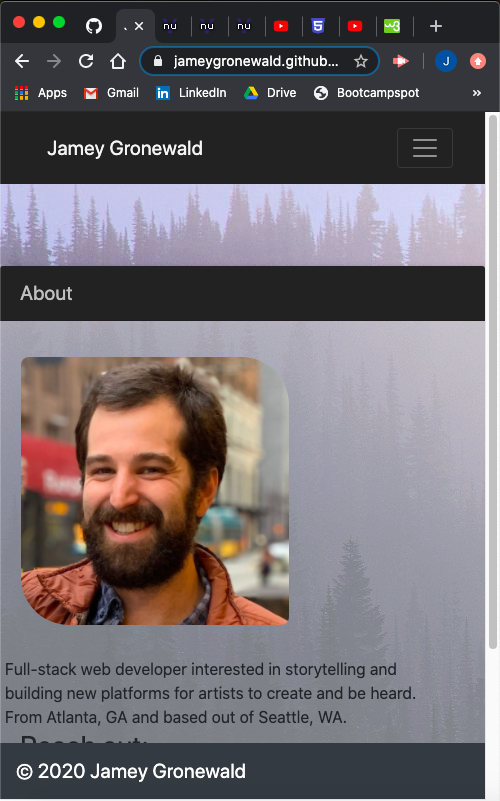 . 
nu
nu
nu
jameygronewald.github...
J
Apps
Gmail
LinkedIn
Drive
Bootcampspot
»
Jamey Gronewald
About
Full-stack web developer interested in storytelling and
building new platforms for artists to create and be heard.
From Atlanta, GA and based out of Seattle, WA.
Reach out:
© 2020 Jamey Gronewald